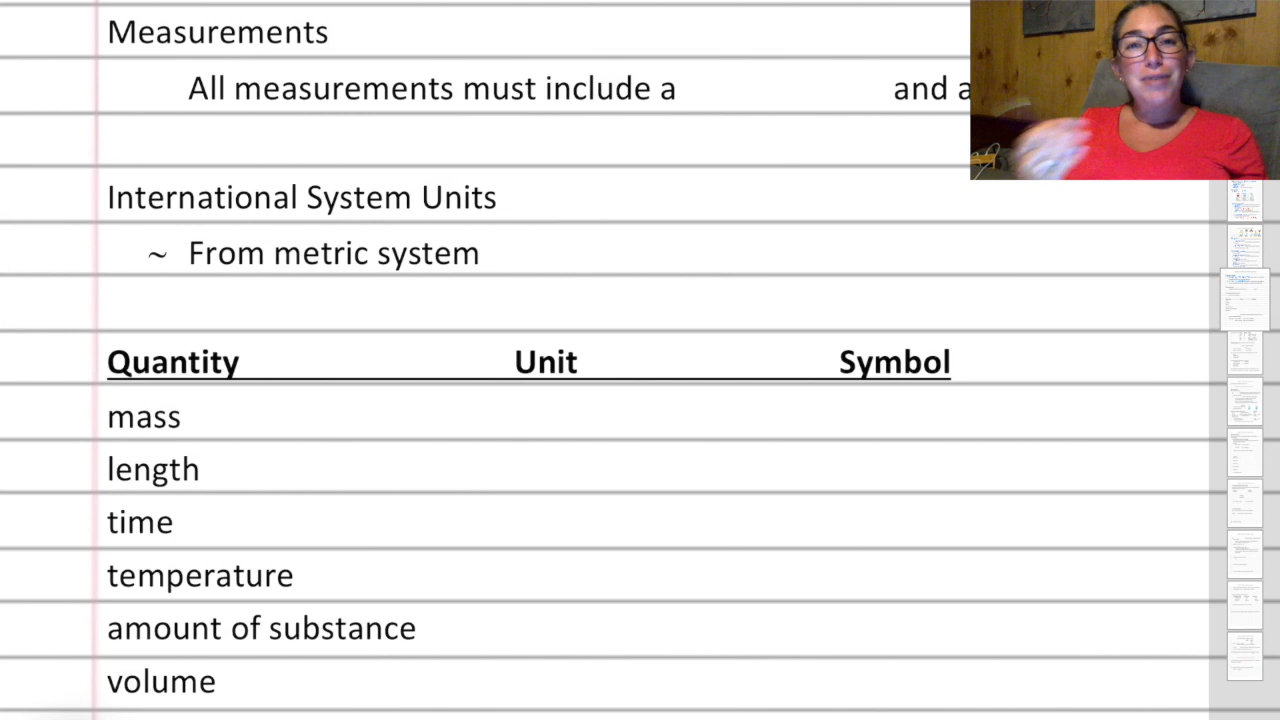 Measurements
All measurements must include a and a
International System Units
~ From metric system
Quantity Unit Symbol
mass
length
time
temperature
amount of substance
volume